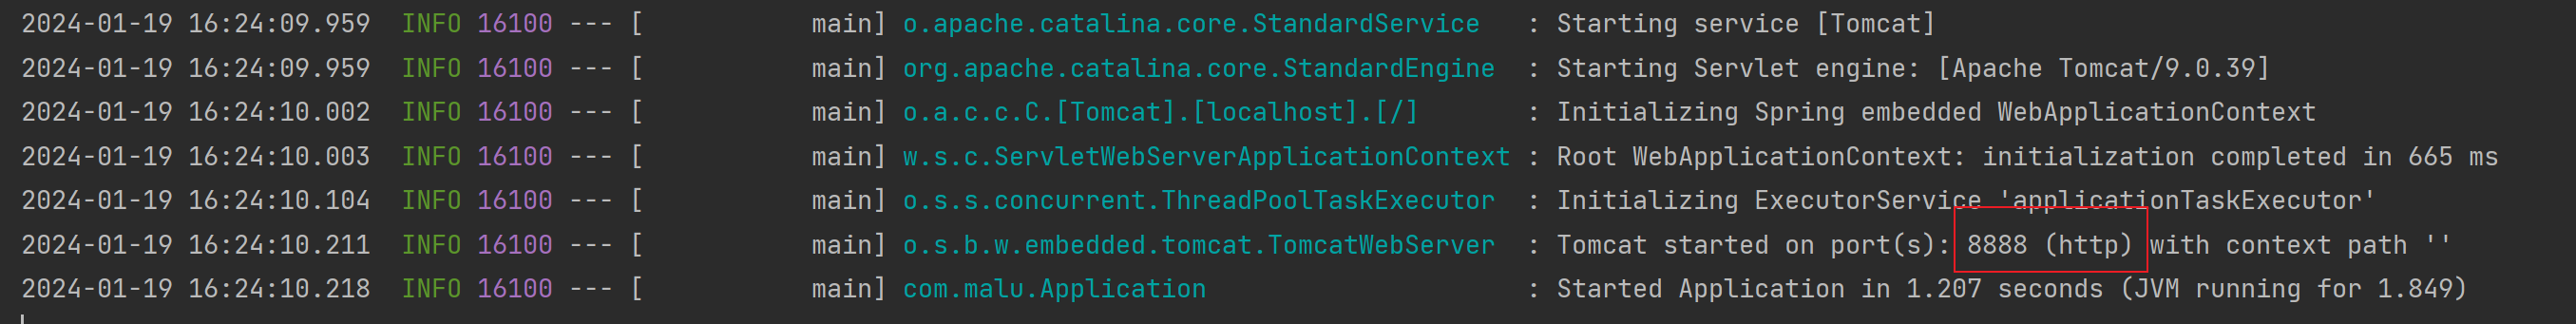 2024-01-19 16:24:09.959  INFO 16100 --- [           main] o.apache.catalina.core.StandardService   : Starting service [Tomcat]
2024-01-19 16:24:09.959  INFO 16100 --- [           main] org.apache.catalina.core.StandardEngine  : Starting Servlet engine: [Apache Tomcat/9.0.39]
2024-01-19 16:24:10.002  INFO 16100 --- [           main] o.a.c.c.C.[Tomcat].[localhost].[/]       : Initializing Spring embedded WebApplicationContext
2024-01-19 16:24:10.003  INFO 16100 --- [           main] w.s.c.ServletWebServerApplicationContext : Root WebApplicationContext: initialization completed in 665 ms
2024-01-19 16:24:10.104  INFO 16100 --- [           main] o.s.s.concurrent.ThreadPoolTaskExecutor  : Initializing ExecutorService 'applicationTaskExecutor'
2024-01-19 16:24:10.211  INFO 16100 --- [           main] o.s.b.w.embedded.tomcat.TomcatWebServer  : Tomcat started on port(s): 8888 (http) with context path ''
2024-01-19 16:24:10.218  INFO 16100 --- [           main] com.malu.Application                     : Started Application in 1.207 seconds (JVM running for 1.849)